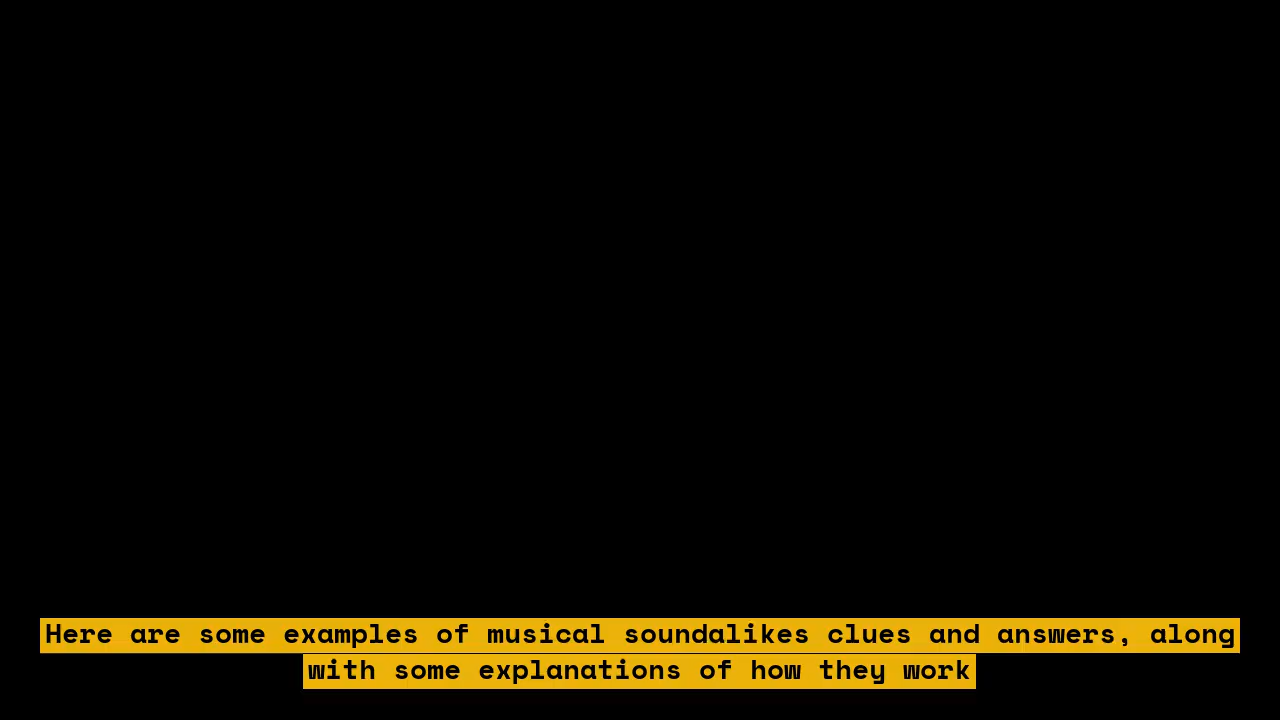 Here are some examples of musical soundalikes clues and answers, along
with some explanations of how they work